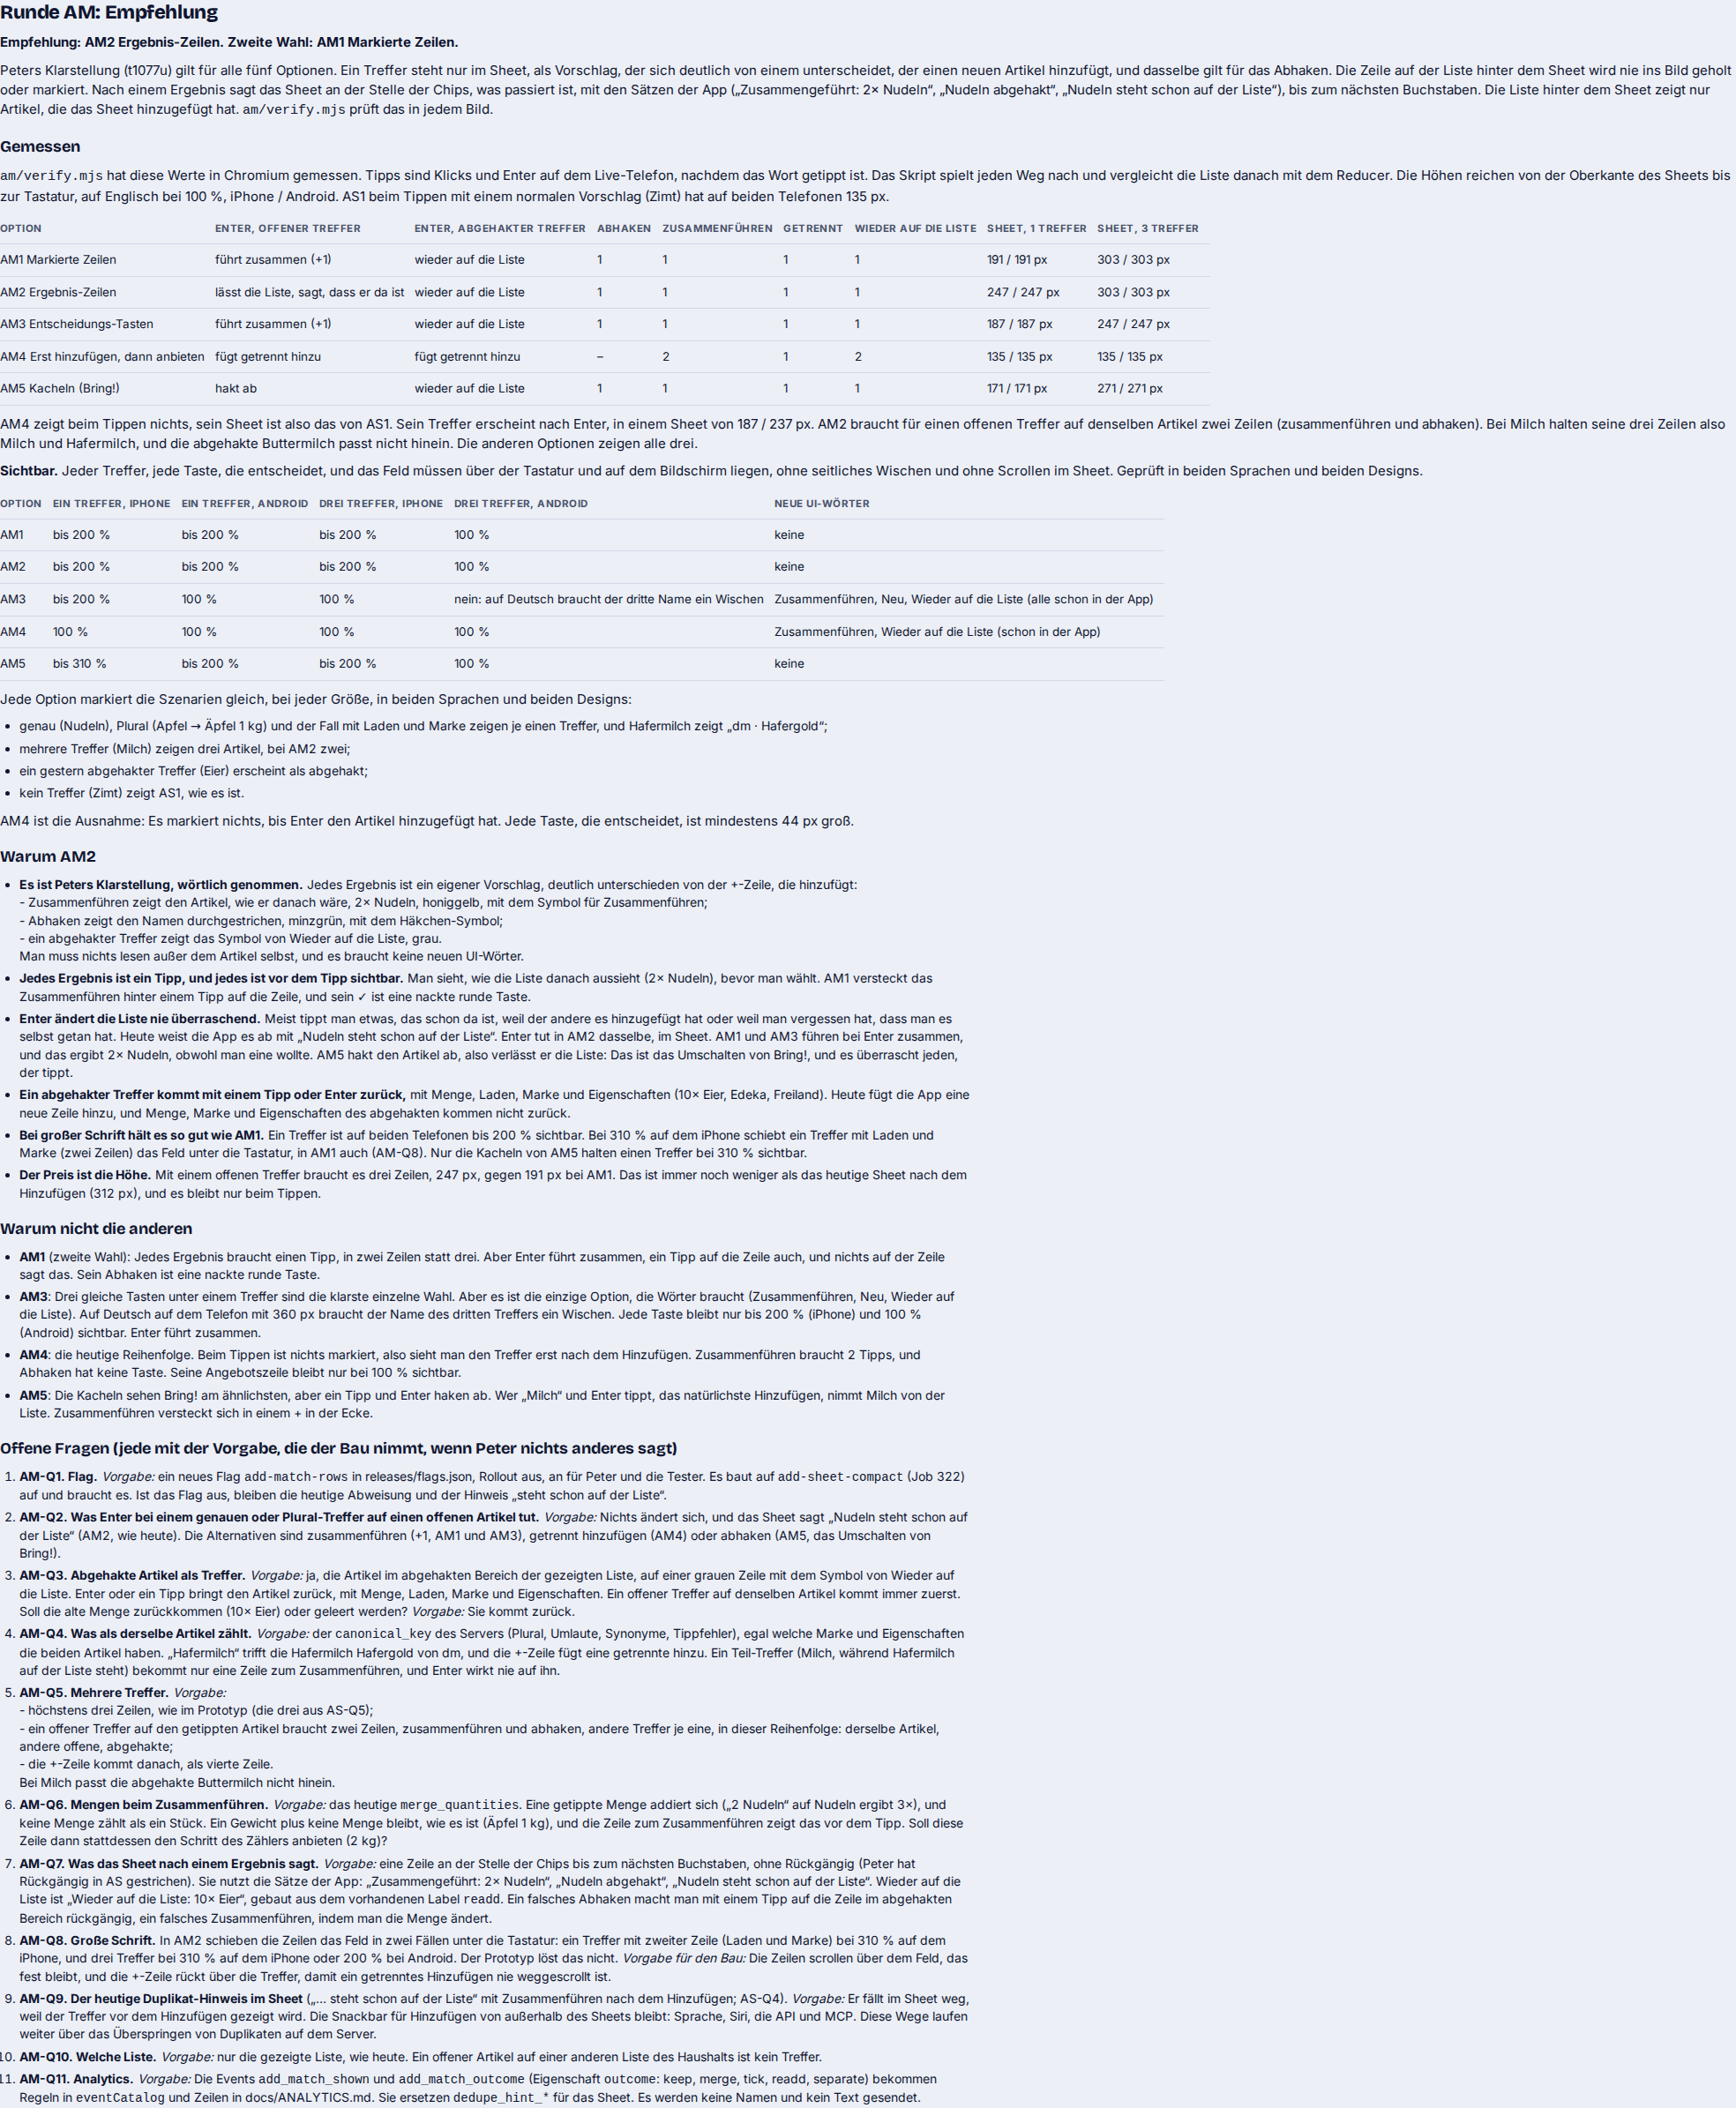 Runde AM: Empfehlung
Empfehlung: AM2 Ergebnis-Zeilen. Zweite Wahl: AM1 Markierte Zeilen.
Peters Klarstellung (t1077u) gilt für alle fünf Optionen. Ein Treffer steht nur im Sheet, als Vorschlag, der sich deutlich von einem unterscheidet, der einen neuen Artikel hinzufügt, und dasselbe gilt für das Abhaken. Die Zeile auf der Liste hinter dem Sheet wird nie ins Bild geholt
oder markiert. Nach einem Ergebnis sagt das Sheet an der Stelle der Chips, was passiert ist, mit den Sätzen der App („Zusammengeführt: 2× Nudeln“, „Nudeln abgehakt“, „Nudeln steht schon auf der Liste“), bis zum nächsten Buchstaben. Die Liste hinter dem Sheet zeigt nur
Artikel, die das Sheet hinzugefügt hat. am/verify.mjs prüft das in jedem Bild.
Gemessen
am/verify.mjs hat diese Werte in Chromium gemessen. Tipps sind Klicks und Enter auf dem Live-Telefon, nachdem das Wort getippt ist. Das Skript spielt jeden Weg nach und vergleicht die Liste danach mit dem Reducer. Die Höhen reichen von der Oberkante des Sheets bis
zur Tastatur, auf Englisch bei 100 %, iPhone / Android. AS1 beim Tippen mit einem normalen Vorschlag (Zimt) hat auf beiden Telefonen 135 px.
OPTION ENTER, OFFENER TREFFER ENTER, ABGEHAKTER TREFFER ABHAKEN ZUSAMMENFÜHREN GETRENNT WIEDER AUF DIE LISTE SHEET, 1 TREFFER SHEET, 3 TREFFER
AM1 Markierte Zeilen führt zusammen (+1) wieder auf die Liste 1 1 1 1 191 / 191 px 303 / 303 px
AM2 Ergebnis-Zeilen lässt die Liste, sagt, dass er da ist wieder auf die Liste 1 1 1 1 247 / 247 px 303 / 303 px
AM3 Entscheidungs-Tasten führt zusammen (+1) wieder auf die Liste 1 1 1 1 187 / 187 px 247 / 247 px
AM4 Erst hinzufügen, dann anbieten fügt getrennt hinzu fügt getrennt hinzu – 2 1 2 135 / 135 px 135 / 135 px
AM5 Kacheln (Bring!) hakt ab wieder auf die Liste 1 1 1 1 171 / 171 px 271 / 271 px
AM4 zeigt beim Tippen nichts, sein Sheet ist also das von AS1. Sein Treffer erscheint nach Enter, in einem Sheet von 187 / 237 px. AM2 braucht für einen offenen Treffer auf denselben Artikel zwei Zeilen (zusammenführen und abhaken). Bei Milch halten seine drei Zeilen also
Milch und Hafermilch, und die abgehakte Buttermilch passt nicht hinein. Die anderen Optionen zeigen alle drei.
Sichtbar. Jeder Treffer, jede Taste, die entscheidet, und das Feld müssen über der Tastatur und auf dem Bildschirm liegen, ohne seitliches Wischen und ohne Scrollen im Sheet. Geprüft in beiden Sprachen und beiden Designs.
OPTION EIN TREFFER, IPHONE EIN TREFFER, ANDROID DREI TREFFER, IPHONE DREI TREFFER, ANDROID NEUE UI-WÖRTER
AM1 bis 200 % bis 200 % bis 200 % 100 % keine
AM2 bis 200 % bis 200 % bis 200 % 100 % keine
AM3 bis 200 % 100 % 100 % nein: auf Deutsch braucht der dritte Name ein Wischen Zusammenführen, Neu, Wieder auf die Liste (alle schon in der App)
AM4 100 % 100 % 100 % 100 % Zusammenführen, Wieder auf die Liste (schon in der App)
AM5 bis 310 % bis 200 % bis 200 % 100 % keine
Jede Option markiert die Szenarien gleich, bei jeder Größe, in beiden Sprachen und beiden Designs:
• genau (Nudeln), Plural (Apfel → Äpfel 1 kg) und der Fall mit Laden und Marke zeigen je einen Treffer, und Hafermilch zeigt „dm · Hafergold“;
• mehrere Treffer (Milch) zeigen drei Artikel, bei AM2 zwei;
• ein gestern abgehakter Treffer (Eier) erscheint als abgehakt;
• kein Treffer (Zimt) zeigt AS1, wie es ist.
AM4 ist die Ausnahme: Es markiert nichts, bis Enter den Artikel hinzugefügt hat. Jede Taste, die entscheidet, ist mindestens 44 px groß.
Warum AM2
• Es ist Peters Klarstellung, wörtlich genommen. Jedes Ergebnis ist ein eigener Vorschlag, deutlich unterschieden von der +-Zeile, die hinzufügt:
- Zusammenführen zeigt den Artikel, wie er danach wäre, 2× Nudeln, honiggelb, mit dem Symbol für Zusammenführen;
- Abhaken zeigt den Namen durchgestrichen, minzgrün, mit dem Häkchen-Symbol;
- ein abgehakter Treffer zeigt das Symbol von Wieder auf die Liste, grau.
Man muss nichts lesen außer dem Artikel selbst, und es braucht keine neuen UI-Wörter.
• Jedes Ergebnis ist ein Tipp, und jedes ist vor dem Tipp sichtbar. Man sieht, wie die Liste danach aussieht (2× Nudeln), bevor man wählt. AM1 versteckt das
Zusammenführen hinter einem Tipp auf die Zeile, und sein ✓ ist eine nackte runde Taste.
• Enter ändert die Liste nie überraschend. Meist tippt man etwas, das schon da ist, weil der andere es hinzugefügt hat oder weil man vergessen hat, dass man es
selbst getan hat. Heute weist die App es ab mit „Nudeln steht schon auf der Liste“. Enter tut in AM2 dasselbe, im Sheet. AM1 und AM3 führen bei Enter zusammen,
und das ergibt 2× Nudeln, obwohl man eine wollte. AM5 hakt den Artikel ab, also verlässt er die Liste: Das ist das Umschalten von Bring!, und es überrascht jeden,
der tippt.
• Ein abgehakter Treffer kommt mit einem Tipp oder Enter zurück, mit Menge, Laden, Marke und Eigenschaften (10× Eier, Edeka, Freiland). Heute fügt die App eine
neue Zeile hinzu, und Menge, Marke und Eigenschaften des abgehakten kommen nicht zurück.
• Bei großer Schrift hält es so gut wie AM1. Ein Treffer ist auf beiden Telefonen bis 200 % sichtbar. Bei 310 % auf dem iPhone schiebt ein Treffer mit Laden und
Marke (zwei Zeilen) das Feld unter die Tastatur, in AM1 auch (AM-Q8). Nur die Kacheln von AM5 halten einen Treffer bei 310 % sichtbar.
• Der Preis ist die Höhe. Mit einem offenen Treffer braucht es drei Zeilen, 247 px, gegen 191 px bei AM1. Das ist immer noch weniger als das heutige Sheet nach dem
Hinzufügen (312 px), und es bleibt nur beim Tippen.
Warum nicht die anderen
• AM1 (zweite Wahl): Jedes Ergebnis braucht einen Tipp, in zwei Zeilen statt drei. Aber Enter führt zusammen, ein Tipp auf die Zeile auch, und nichts auf der Zeile
sagt das. Sein Abhaken ist eine nackte runde Taste.
• AM3: Drei gleiche Tasten unter einem Treffer sind die klarste einzelne Wahl. Aber es ist die einzige Option, die Wörter braucht (Zusammenführen, Neu, Wieder auf
die Liste). Auf Deutsch auf dem Telefon mit 360 px braucht der Name des dritten Treffers ein Wischen. Jede Taste bleibt nur bis 200 % (iPhone) und 100 %
(Android) sichtbar. Enter führt zusammen.
• AM4: die heutige Reihenfolge. Beim Tippen ist nichts markiert, also sieht man den Treffer erst nach dem Hinzufügen. Zusammenführen braucht 2 Tipps, und
Abhaken hat keine Taste. Seine Angebotszeile bleibt nur bei 100 % sichtbar.
• AM5: Die Kacheln sehen Bring! am ähnlichsten, aber ein Tipp und Enter haken ab. Wer „Milch“ und Enter tippt, das natürlichste Hinzufügen, nimmt Milch von der
Liste. Zusammenführen versteckt sich in einem + in der Ecke.
Offene Fragen (jede mit der Vorgabe, die der Bau nimmt, wenn Peter nichts anderes sagt)
1. AM-Q1. Flag. Vorgabe: ein neues Flag add-match-rows in releases/flags.json, Rollout aus, an für Peter und die Tester. Es baut auf add-sheet-compact (Job 322)
auf und braucht es. Ist das Flag aus, bleiben die heutige Abweisung und der Hinweis „steht schon auf der Liste“.
2. AM-Q2. Was Enter bei einem genauen oder Plural-Treffer auf einen offenen Artikel tut. Vorgabe: Nichts ändert sich, und das Sheet sagt „Nudeln steht schon auf
der Liste“ (AM2, wie heute). Die Alternativen sind zusammenführen (+1, AM1 und AM3), getrennt hinzufügen (AM4) oder abhaken (AM5, das Umschalten von
Bring!).
3. AM-Q3. Abgehakte Artikel als Treffer. Vorgabe: ja, die Artikel im abgehakten Bereich der gezeigten Liste, auf einer grauen Zeile mit dem Symbol von Wieder auf
die Liste. Enter oder ein Tipp bringt den Artikel zurück, mit Menge, Laden, Marke und Eigenschaften. Ein offener Treffer auf denselben Artikel kommt immer zuerst.
Soll die alte Menge zurückkommen (10× Eier) oder geleert werden? Vorgabe: Sie kommt zurück.
4. AM-Q4. Was als derselbe Artikel zählt. Vorgabe: der canonical_key des Servers (Plural, Umlaute, Synonyme, Tippfehler), egal welche Marke und Eigenschaften
die beiden Artikel haben. „Hafermilch“ trifft die Hafermilch Hafergold von dm, und die +-Zeile fügt eine getrennte hinzu. Ein Teil-Treffer (Milch, während Hafermilch
auf der Liste steht) bekommt nur eine Zeile zum Zusammenführen, und Enter wirkt nie auf ihn.
5. AM-Q5. Mehrere Treffer. Vorgabe:
- höchstens drei Zeilen, wie im Prototyp (die drei aus AS-Q5);
- ein offener Treffer auf den getippten Artikel braucht zwei Zeilen, zusammenführen und abhaken, andere Treffer je eine, in dieser Reihenfolge: derselbe Artikel,
andere offene, abgehakte;
- die +-Zeile kommt danach, als vierte Zeile.
Bei Milch passt die abgehakte Buttermilch nicht hinein.
6. AM-Q6. Mengen beim Zusammenführen. Vorgabe: das heutige merge_quantities. Eine getippte Menge addiert sich („2 Nudeln“ auf Nudeln ergibt 3×), und
keine Menge zählt als ein Stück. Ein Gewicht plus keine Menge bleibt, wie es ist (Äpfel 1 kg), und die Zeile zum Zusammenführen zeigt das vor dem Tipp. Soll diese
Zeile dann stattdessen den Schritt des Zählers anbieten (2 kg)?
7. AM-Q7. Was das Sheet nach einem Ergebnis sagt. Vorgabe: eine Zeile an der Stelle der Chips bis zum nächsten Buchstaben, ohne Rückgängig (Peter hat
Rückgängig in AS gestrichen). Sie nutzt die Sätze der App: „Zusammengeführt: 2× Nudeln“, „Nudeln abgehakt“, „Nudeln steht schon auf der Liste“. Wieder auf die
Liste ist „Wieder auf die Liste: 10× Eier“, gebaut aus dem vorhandenen Label readd. Ein falsches Abhaken macht man mit einem Tipp auf die Zeile im abgehakten
Bereich rückgängig, ein falsches Zusammenführen, indem man die Menge ändert.
8. AM-Q8. Große Schrift. In AM2 schieben die Zeilen das Feld in zwei Fällen unter die Tastatur: ein Treffer mit zweiter Zeile (Laden und Marke) bei 310 % auf dem
iPhone, und drei Treffer bei 310 % auf dem iPhone oder 200 % bei Android. Der Prototyp löst das nicht. Vorgabe für den Bau: Die Zeilen scrollen über dem Feld, das
fest bleibt, und die +-Zeile rückt über die Treffer, damit ein getrenntes Hinzufügen nie weggescrollt ist.
9. AM-Q9. Der heutige Duplikat-Hinweis im Sheet („… steht schon auf der Liste“ mit Zusammenführen nach dem Hinzufügen; AS-Q4). Vorgabe: Er fällt im Sheet weg,
weil der Treffer vor dem Hinzufügen gezeigt wird. Die Snackbar für Hinzufügen von außerhalb des Sheets bleibt: Sprache, Siri, die API und MCP. Diese Wege laufen
weiter über das Überspringen von Duplikaten auf dem Server.
10. AM-Q10. Welche Liste. Vorgabe: nur die gezeigte Liste, wie heute. Ein offener Artikel auf einer anderen Liste des Haushalts ist kein Treffer.
11. AM-Q11. Analytics. Vorgabe: Die Events add_match_shown und add_match_outcome (Eigenschaft outcome: keep, merge, tick, readd, separate) bekommen
Regeln in eventCatalog und Zeilen in docs/ANALYTICS.md. Sie ersetzen dedupe_hint_* für das Sheet. Es werden keine Namen und kein Text gesendet.